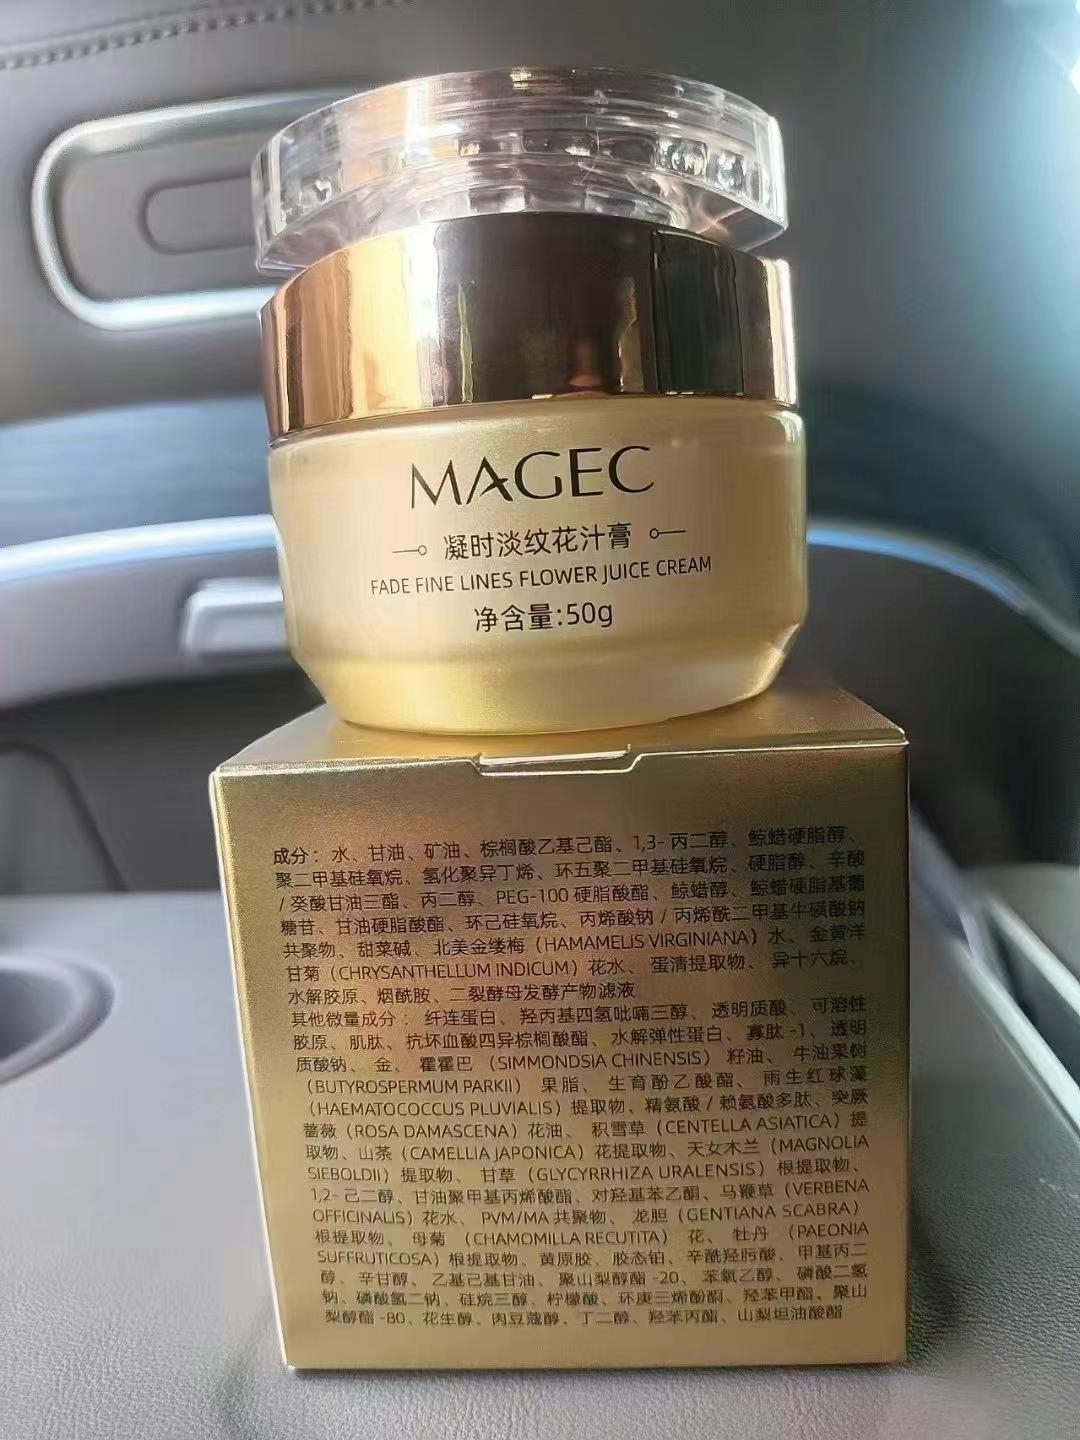 MAGEC
凝时淡纹花汁膏
FADE FINE LINES FLOWER JUICE CREAM
净含量:50g
成分：水、甘油、矿油、棕榈酸乙基己酯、1,3-丙二醇、鲸蜡硬脂醇、
聚二甲基硅氧烷、氢化聚异丁烯、环五聚二甲基硅氧烷、硬脂醇、辛酸
/癸酸甘油三酯、丙二醇、PEG-100硬脂酸酯、鲸蜡醇、鲸蜡硬脂基葡
糖苷、甘油硬脂酸酯、环己硅氧烷、丙烯酸钠/丙烯酰二甲基牛磺酸钠
共聚物、甜菜碱、北美金缕梅（HAMAMELIS VIRGINIANA）水、金黄洋
甘菊（CHRYSANTHELLUM INDICUM）花水、蛋清提取物、异十六烷、
水解胶原、烟酰胺、二裂酵母发酵产物滤液
其他微量成分：纤连蛋白、羟丙基四氢吡喃三醇、透明质酸、可溶性
胶原、肌肽、抗坏血酸四异棕榈酸酯、水解弹性蛋白、寡肽-1、透明
质酸钠、金、霍霍巴（SIMMONDSIA CHINENSIS）籽油、牛油果树
（BUTYROSPERMUM PARKII）果脂、生育酚乙酸酯、雨生红球藻
（HAEMATOCOCCUS PLUVIALIS）提取物、精氨酸/赖氨酸多肽、突厥
蔷薇（ROSA DAMASCENA）花油、积雪草（CENTELLA ASIATICA）提
取物、山茶（CAMELLIA JAPONICA）花提取物、天女木兰（MAGNOLIA
SIEBOLDII）提取物、甘草（GLYCYRRHIZA URALENSIS）根提取物、
1,2-己二醇、甘油聚甲基丙烯酸酯、对羟基苯乙酮、马鞭草（VERBENA
OFFICINALIS）花水、PVM/MA共聚物、龙胆（GENTIANA SCABRA）
根提取物、母菊（CHAMOMILLA RECUTITA）花、牡丹（PAEONIA
SUFFRUTICOSA）根提取物、黄原胶、胶态铂、辛酰羟肟酸、甲基丙二
醇、辛甘醇、乙基己基甘油、聚山梨醇酯-20、苯氧乙醇、磷酸二氢
钠、磷酸氢二钠、硅烷三醇、柠檬酸、环庚三烯酚酮、羟苯甲酯、聚山
梨醇酯-80、花生醇、肉豆蔻醇、丁二醇、羟苯丙酯、山梨坦油酸酯